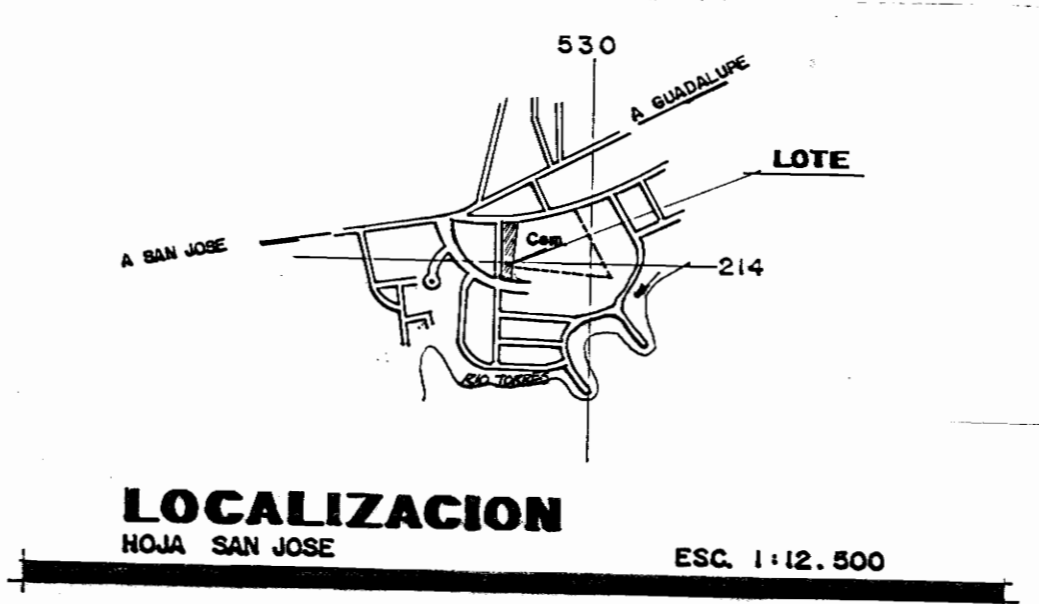 530
A GUADALUPE
LOTE
A SAN JOSE
Cem.
214
RIO TORRES
LOCALIZACION
HOJA SAN JOSE
ESC. 1:12.500